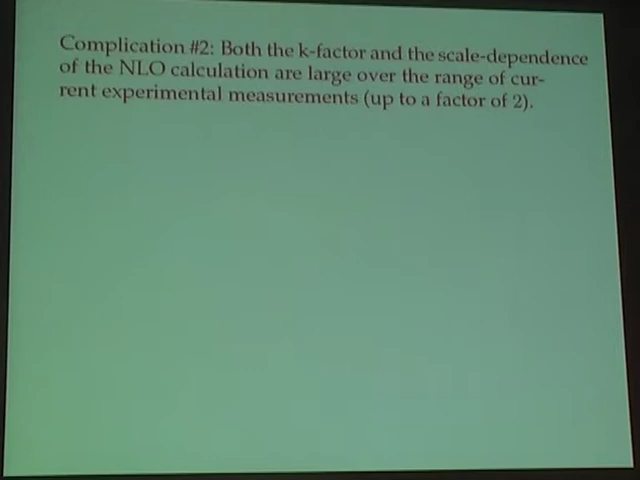 Complication #2: Both the k-factor and the scale-dependence
of the NLO calculation are large over the range of cur-
rent experimental measurements (up to a factor of 2).